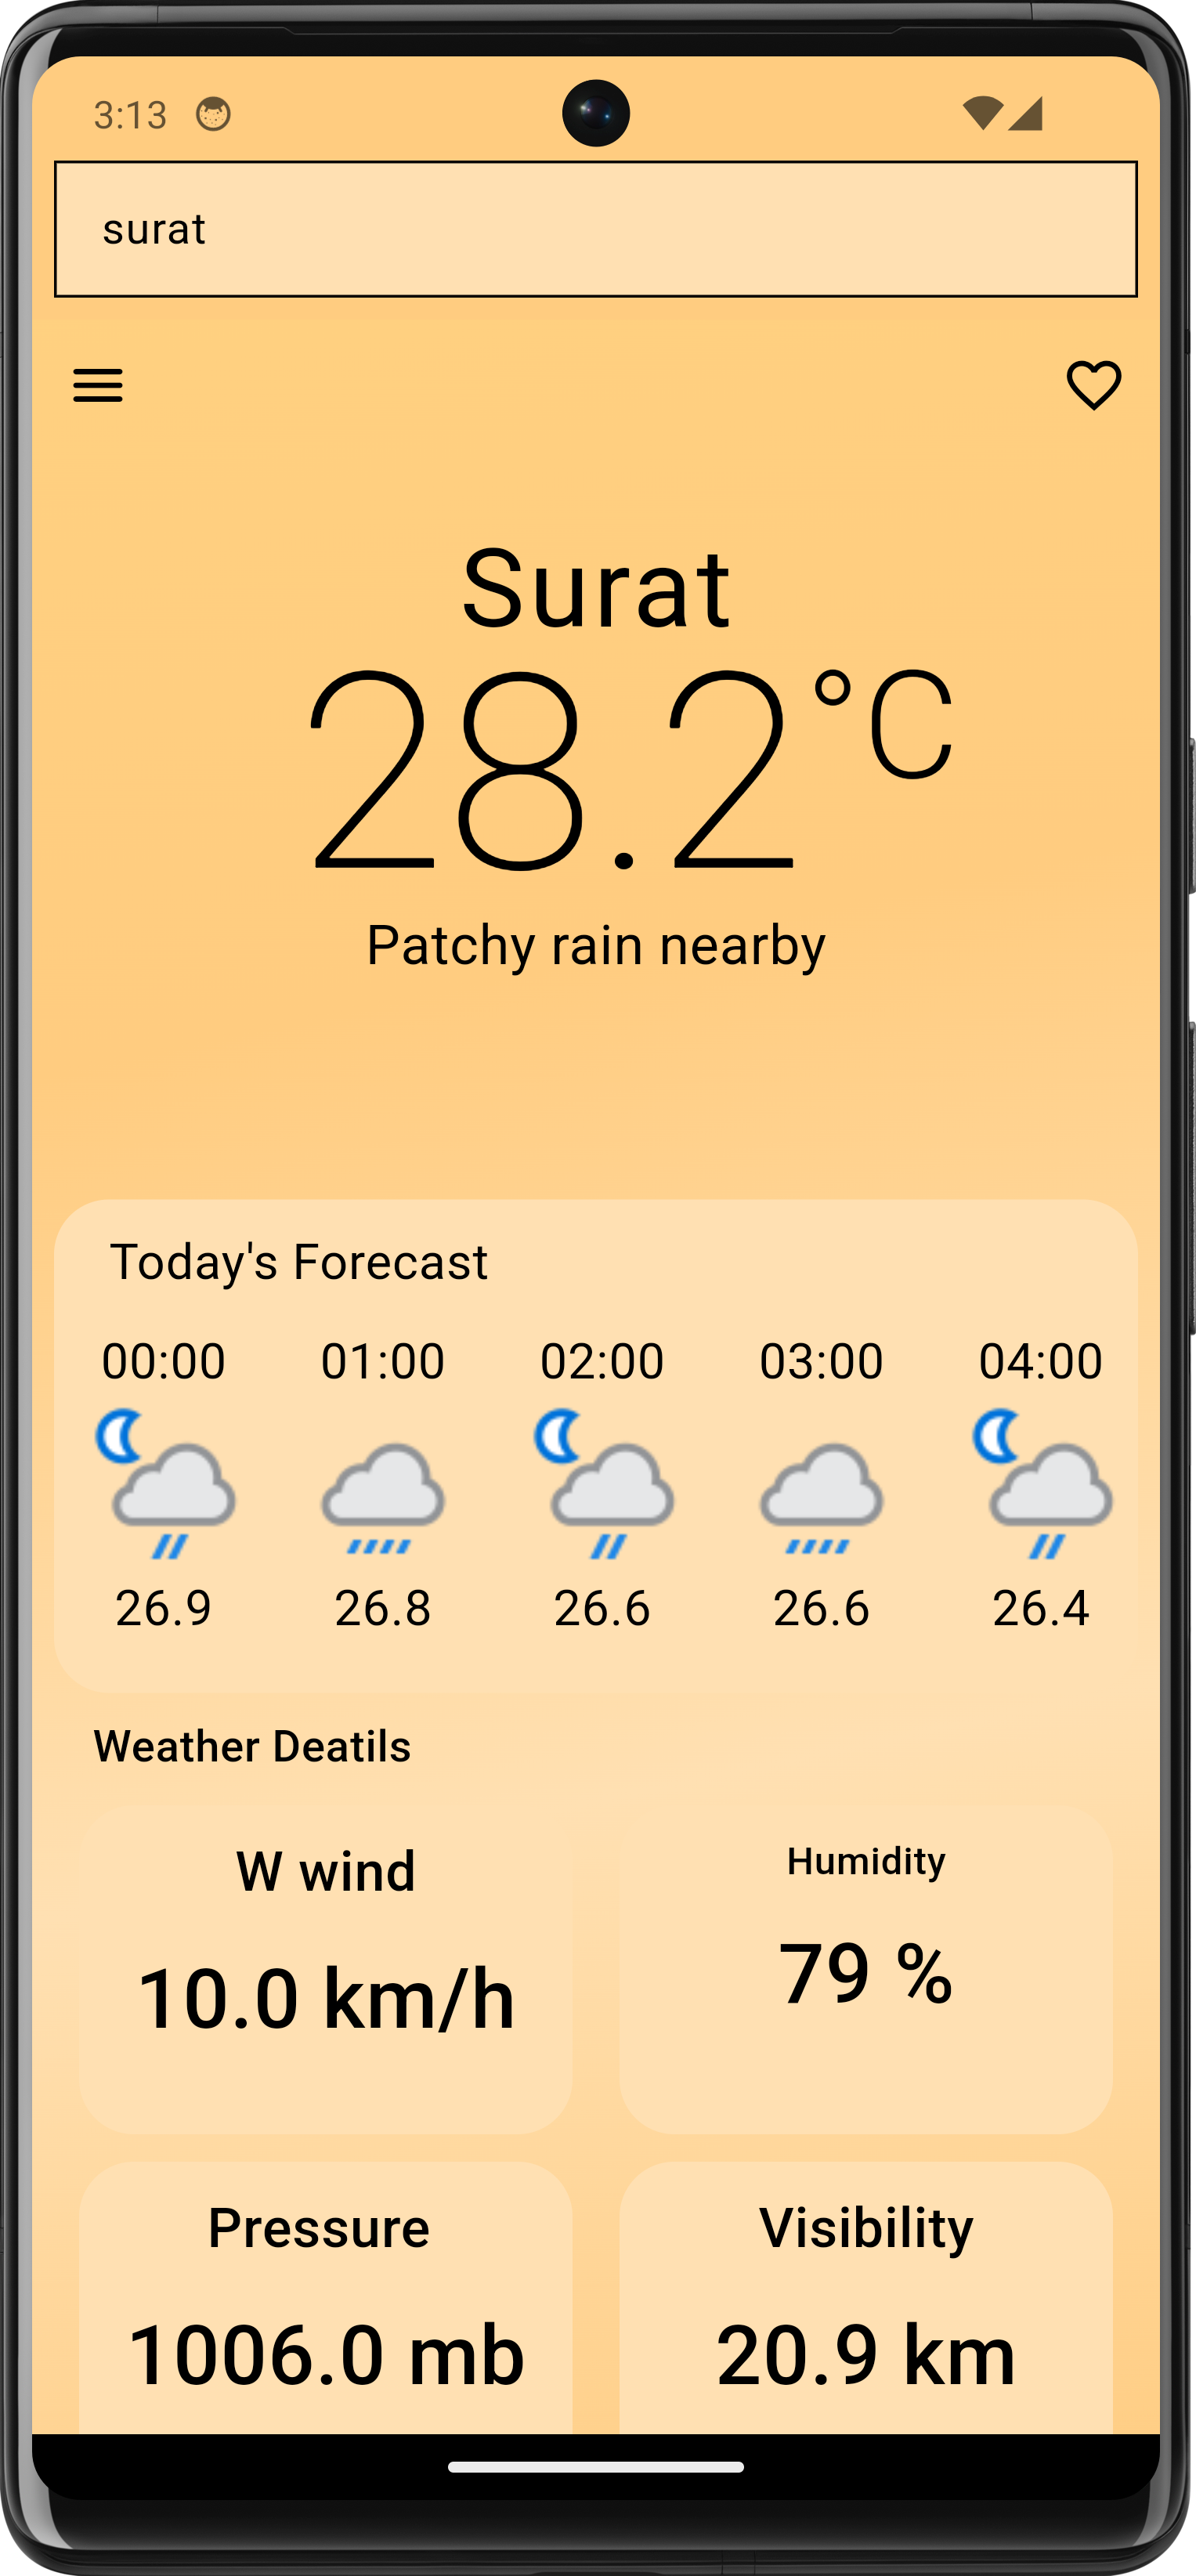 3:13
surat
Surat
28.2°C
Patchy rain nearby
Today's Forecast
00:00 01:00 02:00 03:00 04:00
26.9 26.8 26.6 26.6 26.4
Weather Deatils
W wind
10.0 km/h
Humidity
79 %
Pressure
1006.0 mb
Visibility
20.9 km